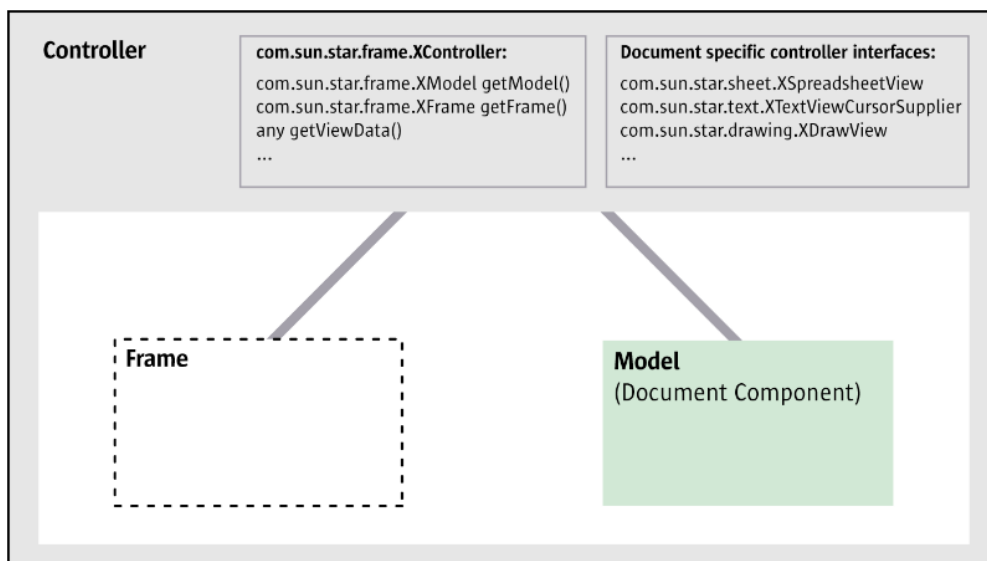 Controller
com.sun.star.frame.XController:
com.sun.star.frame.XModel getModel()
com.sun.star.frame.XFrame getFrame()
any getViewData()
...
Document specific controller interfaces:
com.sun.star.sheet.XSpreadsheetView
com.sun.star.text.XTextViewCursorSupplier
com.sun.star.drawing.XDrawView
...
Frame
Model
(Document Component)